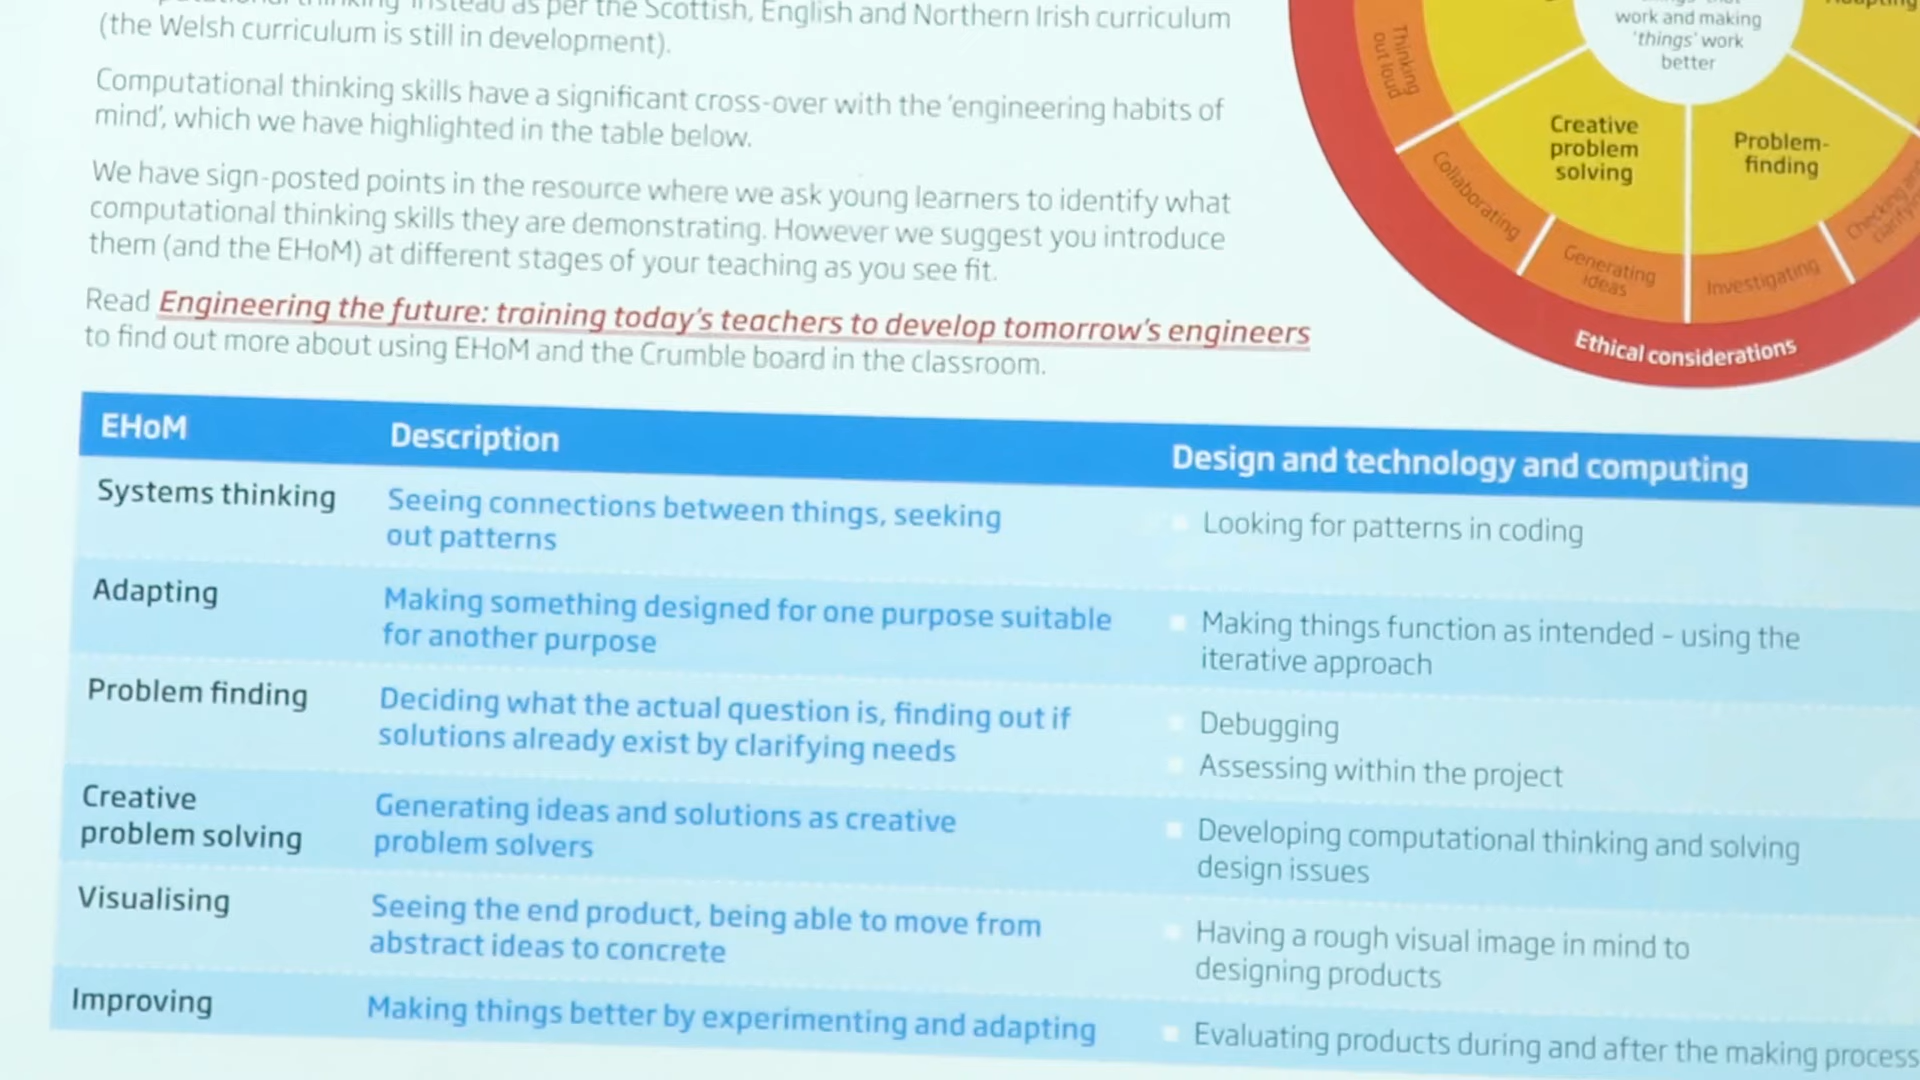 instead as per the Scottish, English and Northern Irish curriculum
(the Welsh curriculum is still in development).
Computational thinking skills have a significant cross-over with the 'engineering habits of
mind', which we have highlighted in the table below.
We have sign-posted points in the resource where we ask young learners to identify what
computational thinking skills they are demonstrating. However we suggest you introduce
them (and the EHoM) at different stages of your teaching as you see fit.
Read Engineering the future: training today's teachers to develop tomorrow's engineers
to find out more about using EHoM and the Crumble board in the classroom.
work and making
'things' work
better
Thinking
out loud
Creative
problem
solving
Problem-
finding
Collaborating
Generating
ideas
Investigating
Checking
Ethical considerations
EHoM Description Design and technology and computing
Systems thinking Seeing connections between things, seeking
out patterns
Looking for patterns in coding
Adapting Making something designed for one purpose suitable
for another purpose
Making things function as intended – using the
iterative approach
Problem finding Deciding what the actual question is, finding out if
solutions already exist by clarifying needs
Debugging
Assessing within the project
Creative
problem solving
Generating ideas and solutions as creative
problem solvers
Developing computational thinking and solving
design issues
Visualising Seeing the end product, being able to move from
abstract ideas to concrete
Having a rough visual image in mind to
designing products
Improving Making things better by experimenting and adapting
Evaluating products during and after the making process